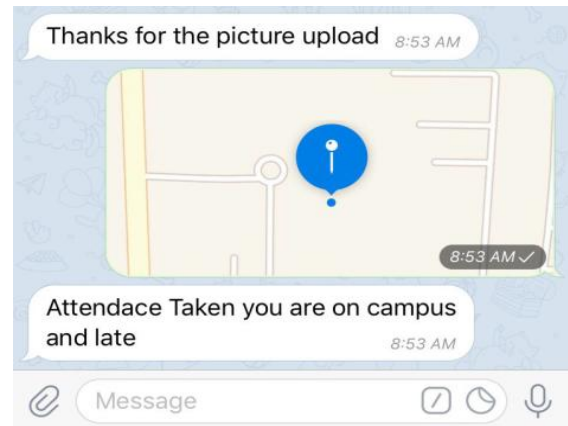 Thanks for the picture upload 8:53 AM
8:53 AM
Attendace Taken you are on campus
and late 8:53 AM
Message